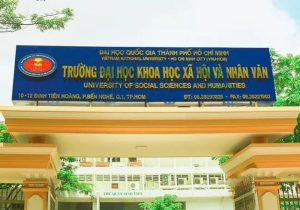 ĐẠI HỌC QUỐC GIA THÀNH PHỐ HỒ CHÍ MINH
VIETNAM NATIONAL UNIVERSITY - HO CHI MINH CITY (VNU-HCM)
TRƯỜNG ĐẠI HỌC KHOA HỌC XÃ HỘI VÀ NHÂN VĂN
UNIVERSITY OF SOCIAL SCIENCES AND HUMANITIES
10 - 12 ĐINH TIÊN HOÀNG, P.BẾN NGHÉ, Q.1, TP.HCM